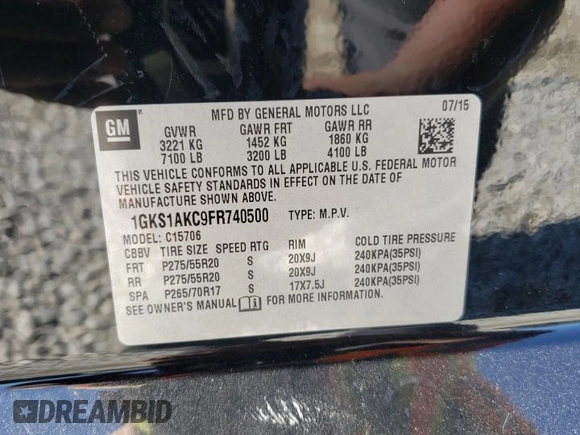 GM
MFD BY GENERAL MOTORS LLC 07/15
GVWR GAWR FRT GAWR RR
3221 KG 1452 KG 1860 KG
7100 LB 3200 LB 4100 LB
THIS VEHICLE CONFORMS TO ALL APPLICABLE U.S. FEDERAL MOTOR
VEHICLE SAFETY STANDARDS IN EFFECT ON THE DATE OF
MANUFACTURE SHOWN ABOVE.
1GKS1AKC9FR740500 TYPE: M.P.V.
MODEL: C15706
CBBV TIRE SIZE SPEED RTG RIM COLD TIRE PRESSURE
FRT P275/55R20 S 20X9J 240KPA(35PSI)
RR P275/55R20 S 20X9J 240KPA(35PSI)
SPA P265/70R17 S 17X7.5J 240KPA(35PSI)
SEE OWNER'S MANUAL FOR MORE INFORMATION
DREAMBID